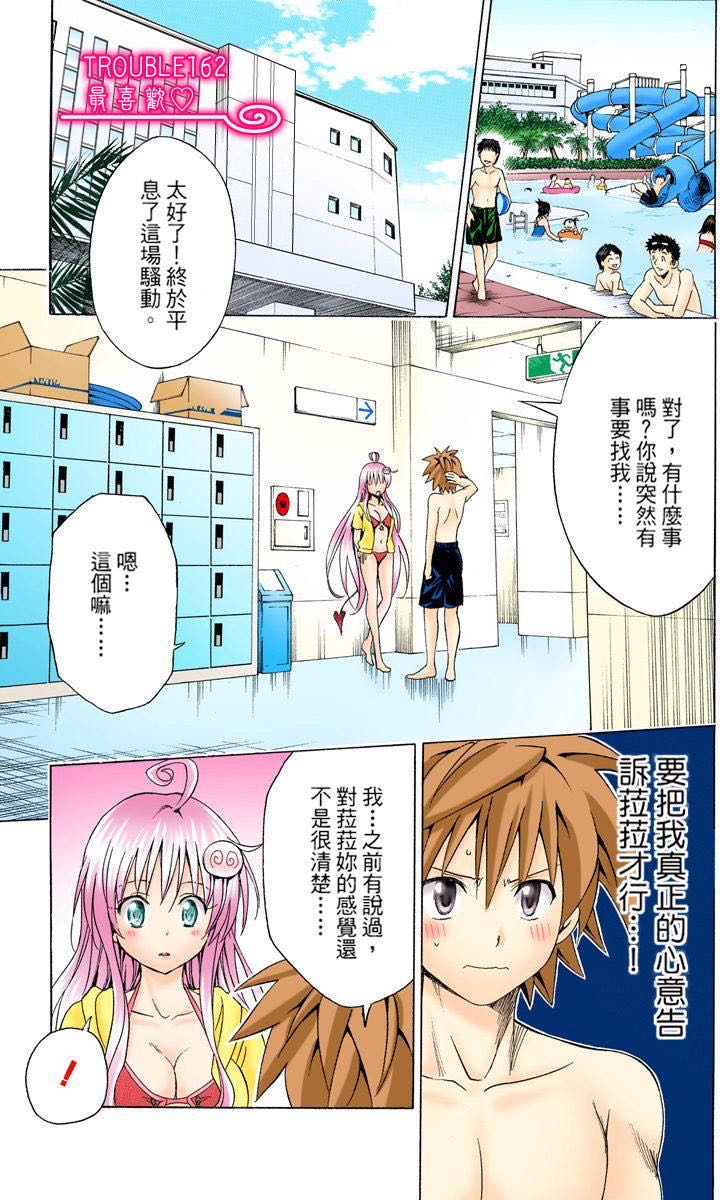 TROUBLE162
最喜歡♡
太好了!終於平
息了這場騷動。
對了，有什麼事
嗎?你說突然有
事要找我……
嗯…
這個嘛……
要把我真正的心意告
訴菈菈才行…!
我…之前有說過，
對菈菈妳的感覺還
不是很清楚……
!